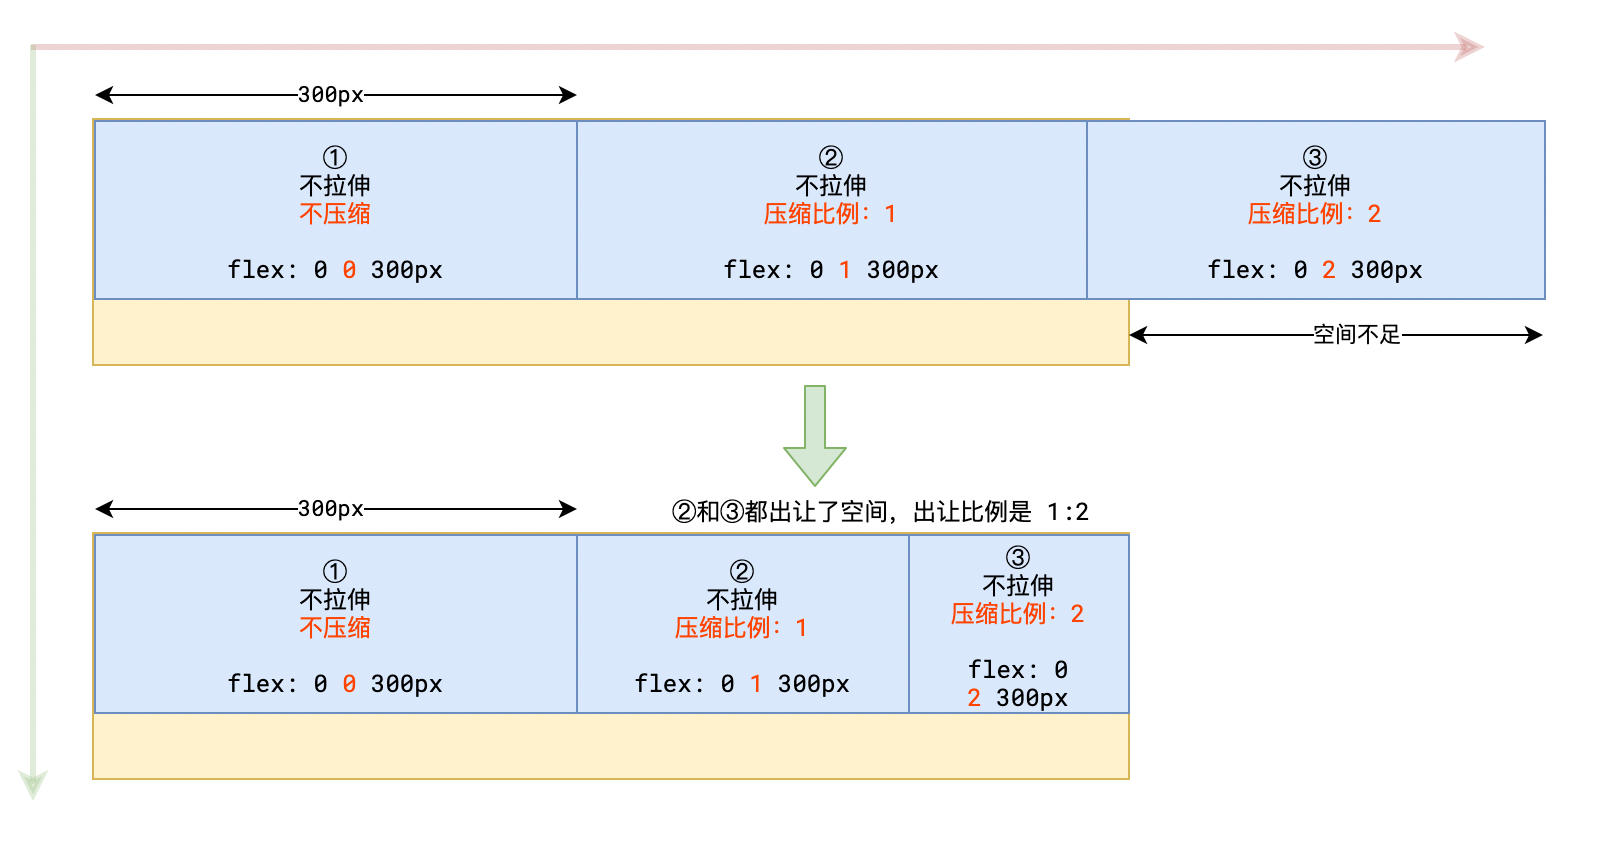 300px
①
不拉伸
不压缩
flex: 0 0 300px
②
不拉伸
压缩比例：1
flex: 0 1 300px
③
不拉伸
压缩比例：2
flex: 0 2 300px
空间不足
300px
②和③都出让了空间，出让比例是 1:2
①
不拉伸
不压缩
flex: 0 0 300px
②
不拉伸
压缩比例：1
flex: 0 1 300px
③
不拉伸
压缩比例：2
flex: 0
2 300px